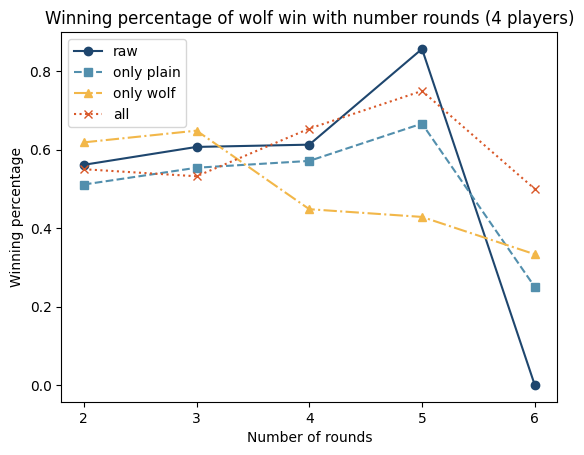 Winning percentage of wolf win with number rounds (4 players)
raw
only plain
only wolf
all
Winning percentage
0.8
0.6
0.4
0.2
0.0
2 3 4 5 6
Number of rounds